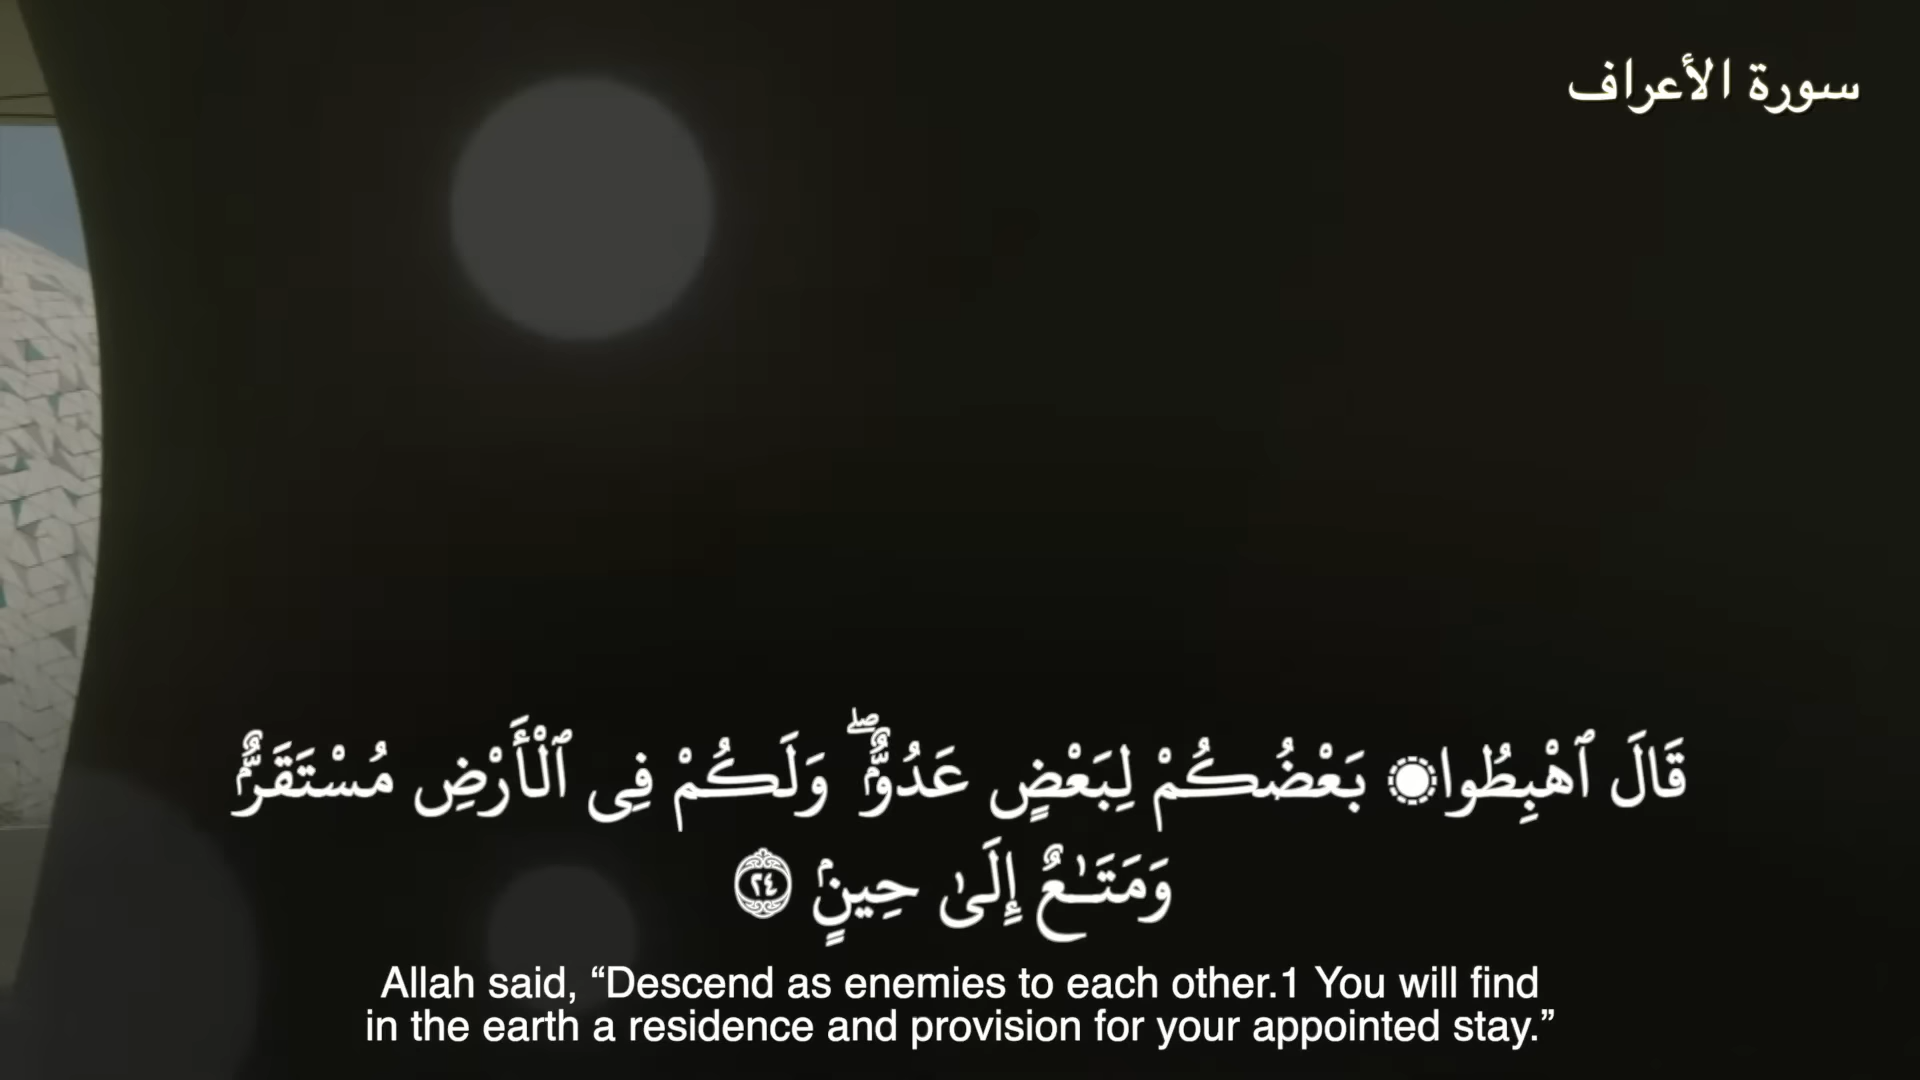 سورة الأعراف
قَالَ ٱهْبِطُوا۟ بَعْضُكُمْ لِبَعْضٍ عَدُوٌّۭ ۖ وَلَكُمْ فِى ٱلْأَرْضِ مُسْتَقَرٌّۭ
وَمَتَـٰعٌ إِلَىٰ حِينٍۢ ٢٤
Allah said, “Descend as enemies to each other.1 You will find
in the earth a residence and provision for your appointed stay.”